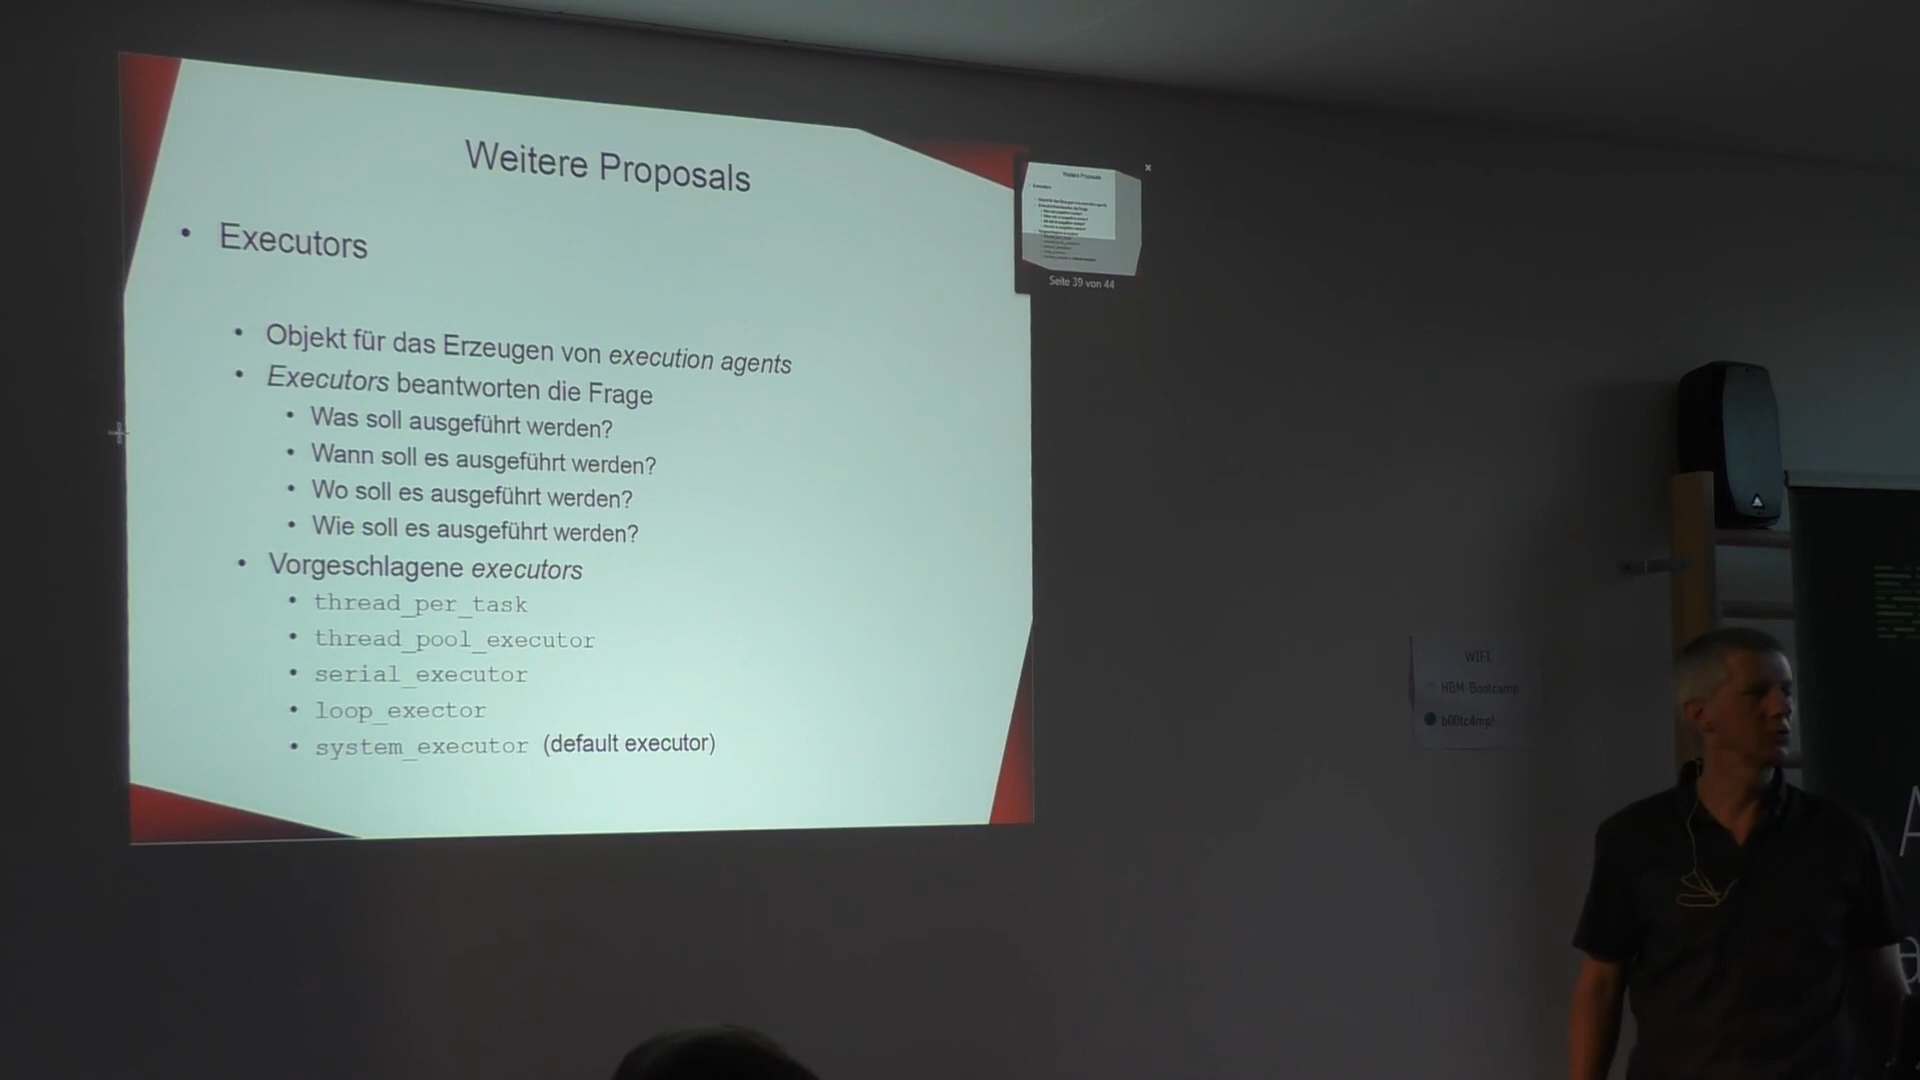 Weitere Proposals
• Executors
• Objekt für das Erzeugen von execution agents
• Executors beantworten die Frage
• Was soll ausgeführt werden?
• Wann soll es ausgeführt werden?
• Wo soll es ausgeführt werden?
• Wie soll es ausgeführt werden?
• Vorgeschlagene executors
• thread_per_task
• thread_pool_executor
• serial_executor
• loop_exector
• system_executor (default executor)
Weitere Proposals
Seite 39 von 44
WIFI
HBM-Bootcamp
b00tc4mp!